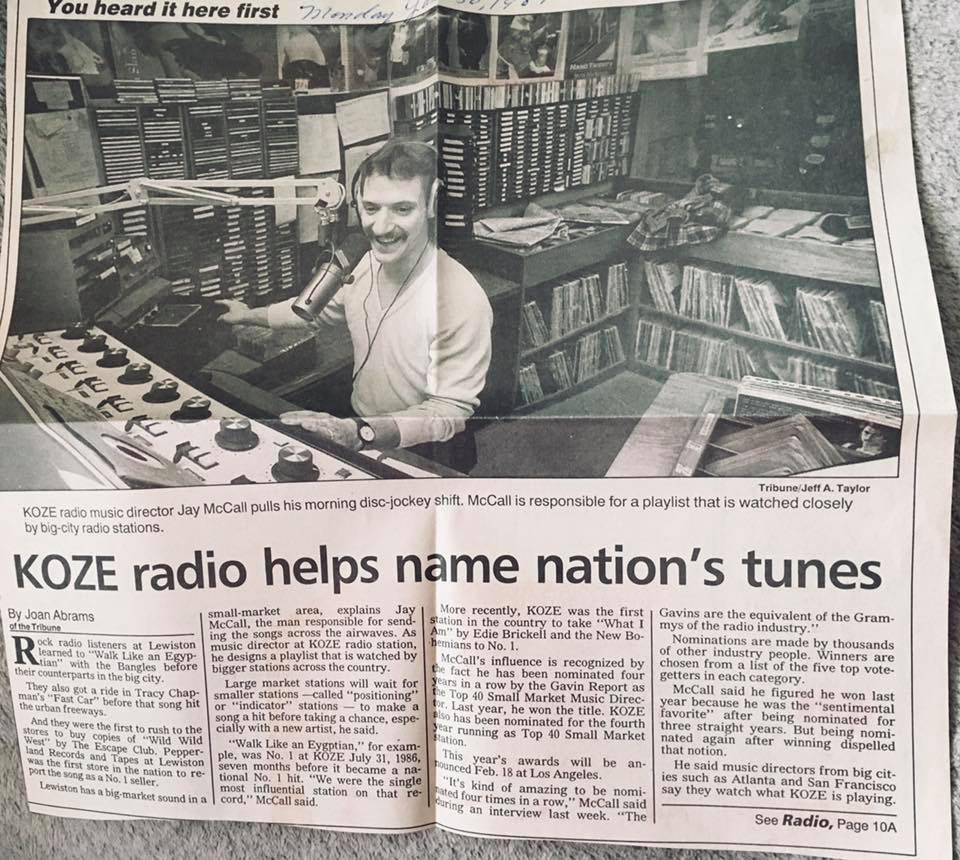 You heard it here first
Monday
Tribune/Jeff A. Taylor
KOZE radio music director Jay McCall pulls his morning disc-jockey shift. McCall is responsible for a playlist that is watched closely
by big-city radio stations.
KOZE radio helps name nation's tunes
By Joan Abrams
of the Tribune
Rock radio listeners at Lewiston
learned to "Walk Like an Egyp-
tian" with the Bangles before
their counterparts in the big city.
They also got a ride in Tracy Chap-
man's "Fast Car" before that song hit
the urban freeways.
And they were the first to rush to the
stores to buy copies of "Wild Wild
West" by The Escape Club. Pepper-
land Records and Tapes at Lewiston
was the first store in the nation to re-
port the song as a No. 1 seller.
Lewiston has a big-market sound in a
small-market area, explains Jay
McCall, the man responsible for send-
ing the songs across the airwaves. As
music director at KOZE radio station,
he designs a playlist that is watched by
bigger stations across the country.
Large market stations will wait for
smaller stations —called "positioning"
or "indicator" stations — to make a
song a hit before taking a chance, espe-
cially with a new artist, he said.
"Walk Like an Eygptian," for exam-
ple, was No. 1 at KOZE July 31, 1986,
seven months before it became a na-
tional No. 1 hit. "We were the single
most influential station on that re-
cord," McCall said.
More recently, KOZE was the first
station in the country to take "What I
Am" by Edie Brickell and the New Bo-
hemians to No. 1.
McCall's influence is recognized by
the fact he has been nominated four
years in a row by the Gavin Report as
the Top 40 Small Market Music Direc-
tor. Last year, he won the title. KOZE
also has been nominated for the fourth
year running as Top 40 Small Market
station.
This year's awards will be an-
nounced Feb. 18 at Los Angeles.
"It's kind of amazing to be nomi-
nated four times in a row," McCall said
during an interview last week. "The
Gavins are the equivalent of the Gram-
mys of the radio industry."
Nominations are made by thousands
of other industry people. Winners are
chosen from a list of the five top vote-
getters in each category.
McCall said he figured he won last
year because he was the "sentimental
favorite" after being nominated for
three straight years. But being nomi-
nated again after winning dispelled
that notion.
He said music directors from big cit-
ies such as Atlanta and San Francisco
say they watch what KOZE is playing.
See Radio, Page 10A